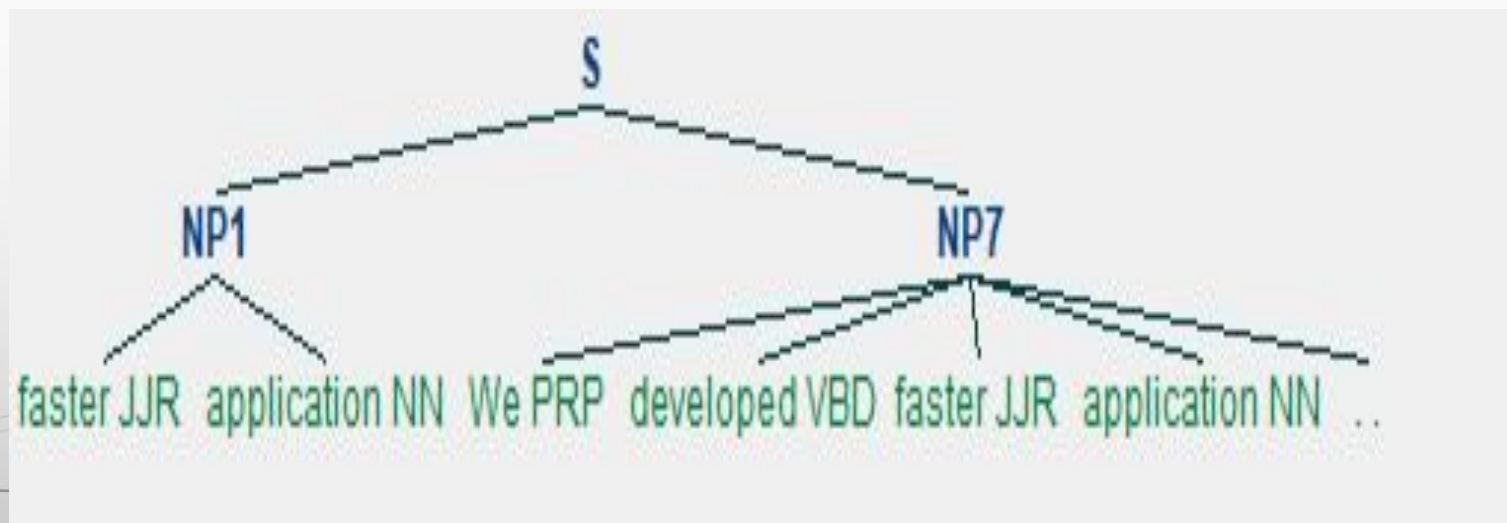 S
NP1 NP7
faster JJR application NN We PRP developed VBD faster JJR application NN . .